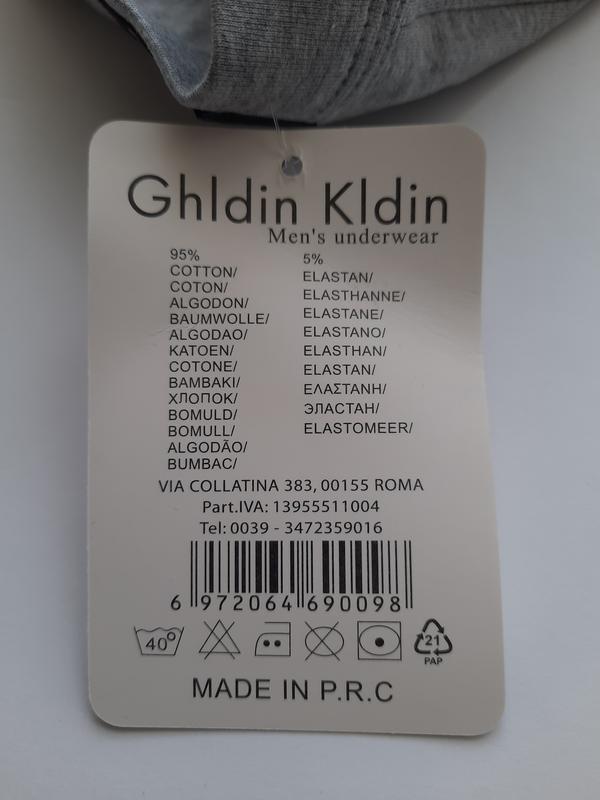 Ghldin Kldin
Men's underwear
95%
COTTON/
COTON/
ALGODON/
BAUMWOLLE/
ALGODAO/
KATOEN/
COTONE/
BAMBAKI/
ХЛОПОК/
BOMULD/
BOMULL/
ALGODÃO/
BUMBAC/
5%
ELASTAN/
ELASTHANNE/
ELASTANE/
ELASTANO/
ELASTHAN/
ELASTAN/
ΕΛΑΣΤΑΝΗ/
ЭЛАСТАН/
ELASTOMEER/
VIA COLLATINA 383, 00155 ROMA
Part.IVA: 13955511004
Tel: 0039 - 3472359016
6 972064 690098
40°
21
PAP
MADE IN P.R.C